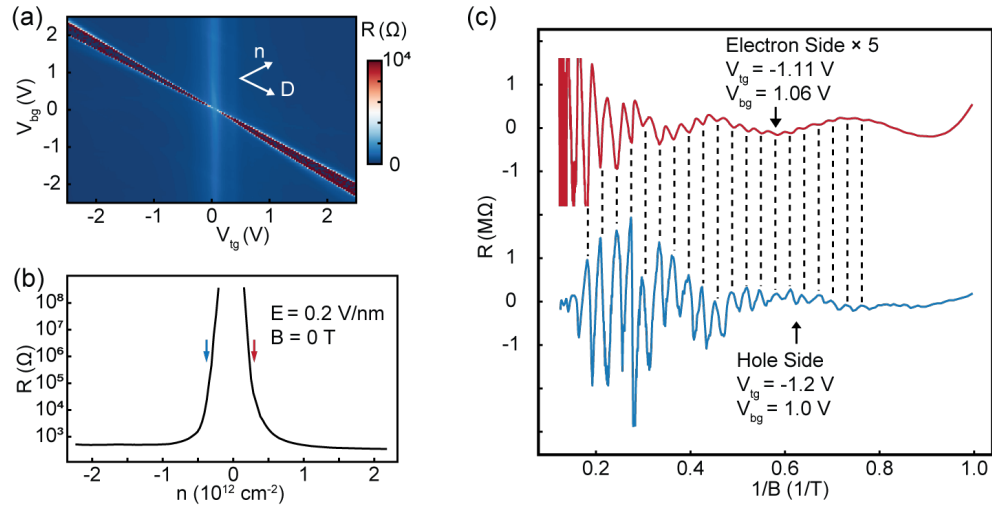 (a)
R (Ω)
10⁴
0
V_bg (V)
2
1
0
-1
-2
n
D
-2
-1
0
1
2
V_tg (V)
(b)
R (Ω)
10⁸
10⁷
10⁶
10⁵
10⁴
10³
E = 0.2 V/nm
B = 0 T
-2
-1
0
1
2
n (10¹² cm⁻²)
(c)
Electron Side × 5
V_tg = -1.11 V
V_bg = 1.06 V
R (MΩ)
1
0
-1
1
0
-1
Hole Side
V_tg = -1.2 V
V_bg = 1.0 V
0.2
0.4
0.6
0.8
1.0
1/B (1/T)